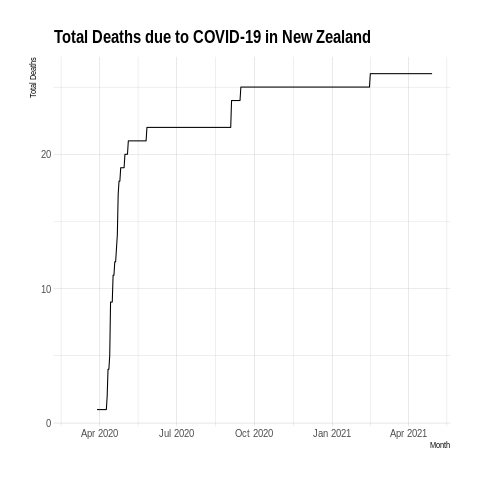 Total Deaths due to COVID-19 in New Zealand
Total Deaths
20
10
0
Apr 2020 Jul 2020 Oct 2020 Jan 2021 Apr 2021
Month